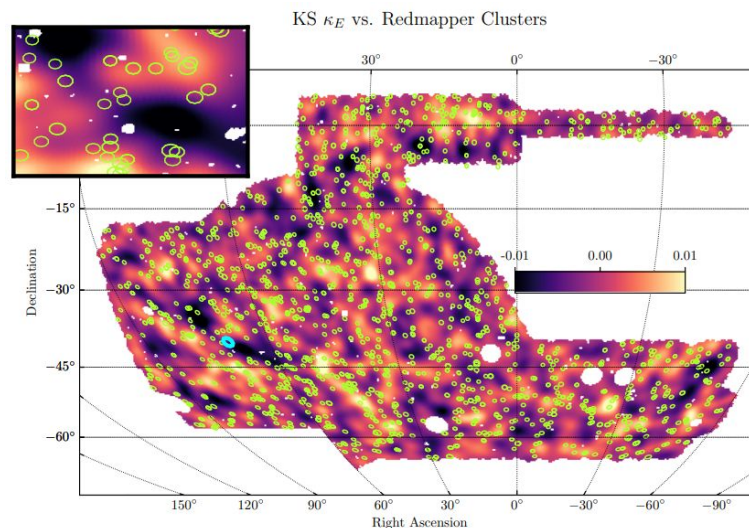 KS κE vs. Redmapper Clusters
30° 0° −30°
−15°
−30°
−45°
−60°
Declination
−0.01 0.00 0.01
150° 120° 90° 60° 30° 0° −30° −60° −90°
Right Ascension